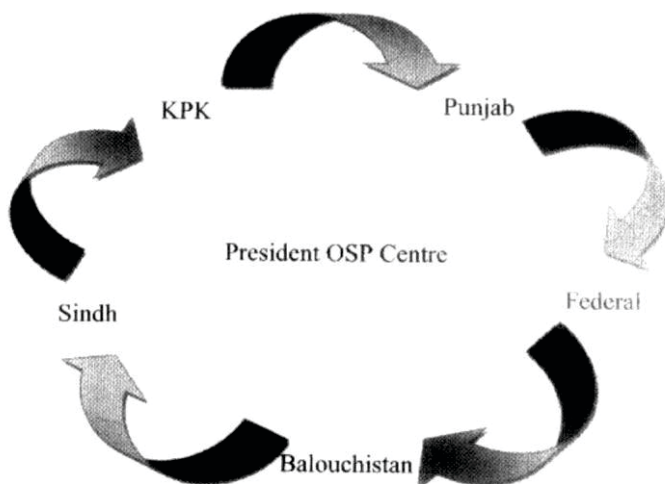 KPK
Punjab
President OSP Centre
Sindh
Federal
Balouchistan